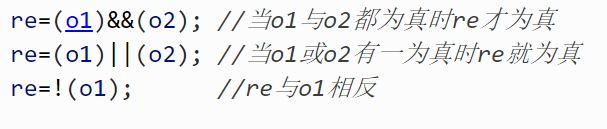 re=(o1)&&(o2); //当o1与o2都为真时re才为真
re=(o1)||(o2); //当o1或o2有一为真时re就为真
re=!(o1); //re与o1相反